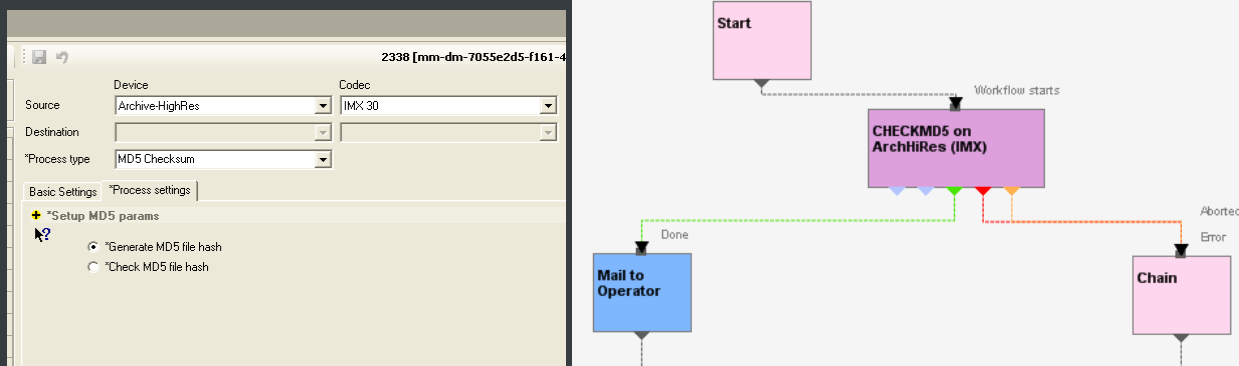 2338 [mm-dm-7055e2d5-f161-4
Device Codec
Source Archive-HighRes IMX 30
Destination
*Process type MD5 Checksum
Basic Settings *Process settings
*Setup MD5 params
*Generate MD5 file hash
*Check MD5 file hash
Start
Workflow starts
CHECKMD5 on
ArchHiRes (IMX)
Done
Aborted
Error
Mail to
Operator
Chain